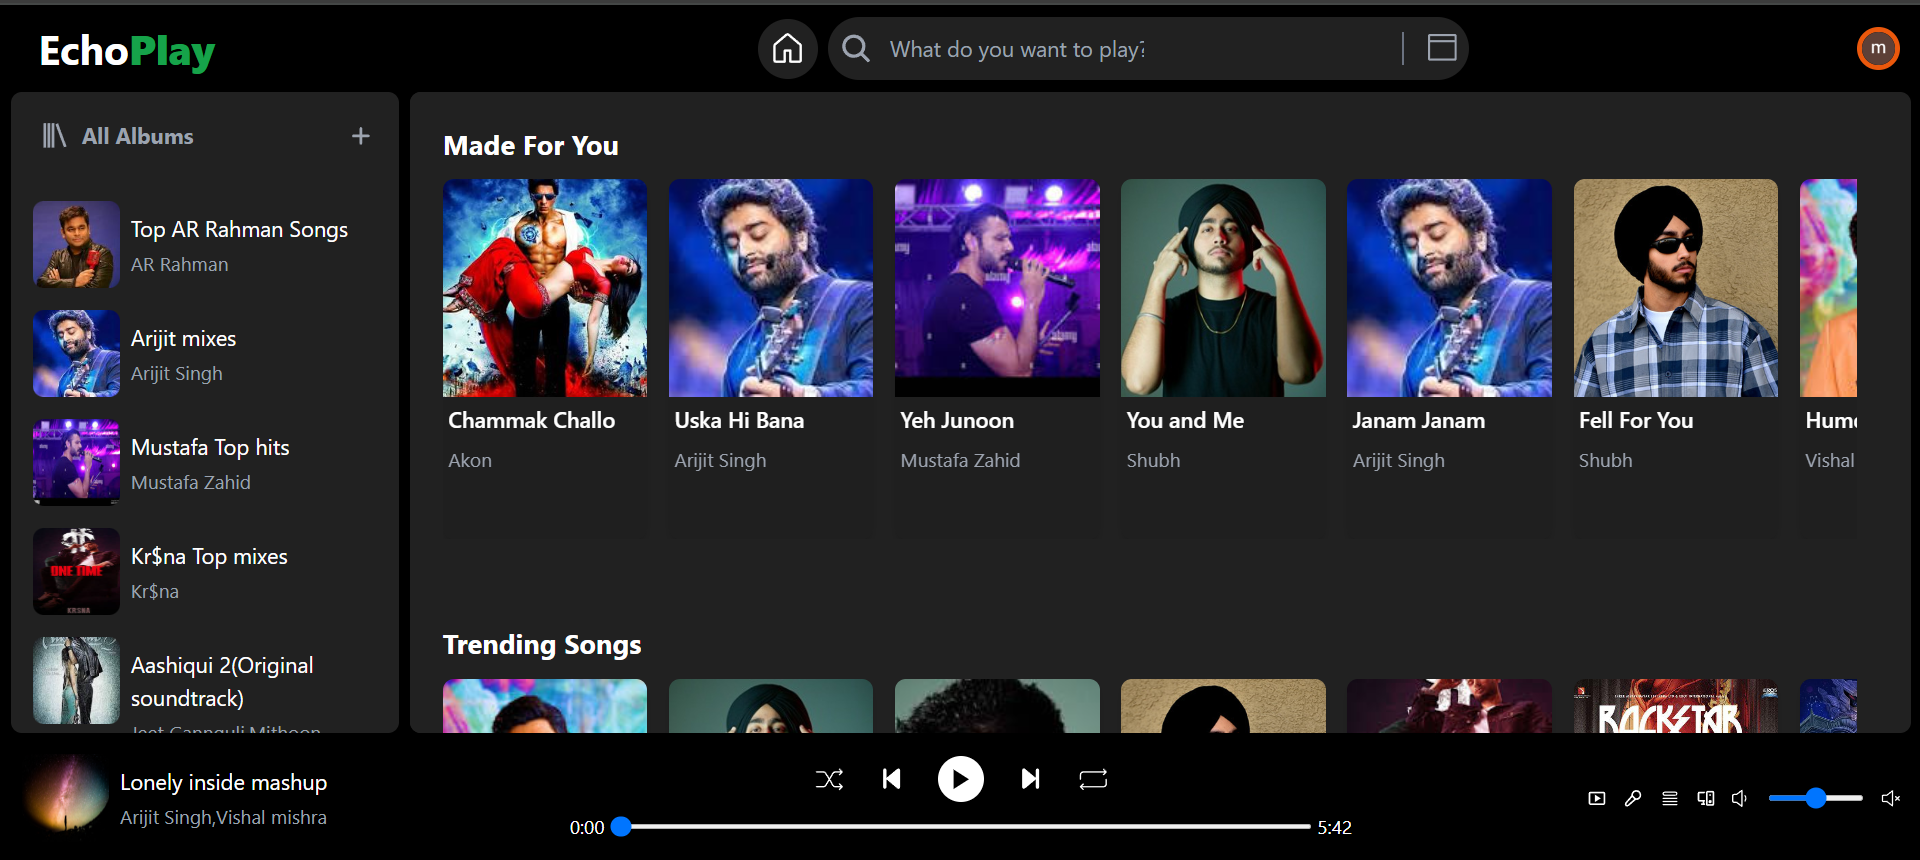 EchoPlay
What do you want to play?
m
All Albums
Top AR Rahman Songs
AR Rahman
Arijit mixes
Arijit Singh
Mustafa Top hits
Mustafa Zahid
ONE TIME
KRSNA
Kr$na Top mixes
Kr$na
Aashiqui 2(Original
soundtrack)
Made For You
Chammak Challo
Akon
Uska Hi Bana
Arijit Singh
Yeh Junoon
Mustafa Zahid
You and Me
Shubh
Janam Janam
Arijit Singh
Fell For You
Shubh
Vishal
Trending Songs
ROCKSTAR
EROS
Lonely inside mashup
Arijit Singh,Vishal mishra
0:00
5:42